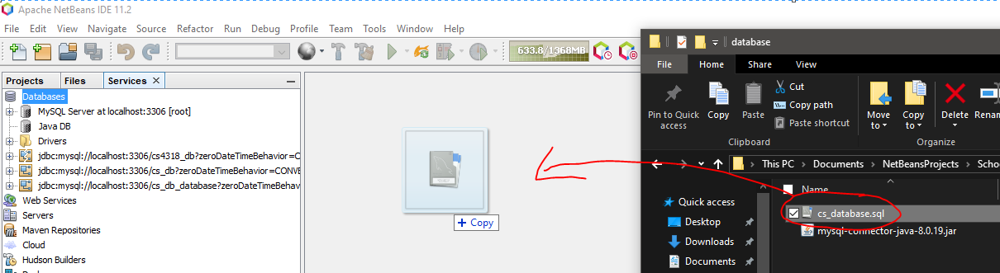 Apache NetBeans IDE 11.2
File Edit View Navigate Source Refactor Run Debug Profile Team Tools Window Help
633.8/1368MB
Projects Files Services
Databases
MySQL Server at localhost:3306 [root]
Java DB
Drivers
jdbc:mysql://localhost:3306/cs4318_db?zeroDateTimeBehavior=C
jdbc:mysql://localhost:3306/cs_db?zeroDateTimeBehavior=CONVE
jdbc:mysql://localhost:3306/cs_db_database?zeroDateTimeBehav
Web Services
Servers
Maven Repositories
Cloud
Hudson Builders
Copy
database
File Home Share View
Pin to Quick access
Copy
Paste
Cut
Copy path
Paste shortcut
Clipboard
Move to
Copy to
Delete
Renam
Organize
This PC > Documents > NetBeansProjects > Schoo
Name
Quick access
Desktop
Downloads
Documents
cs_database.sql
mysql-connector-java-8.0.19.jar